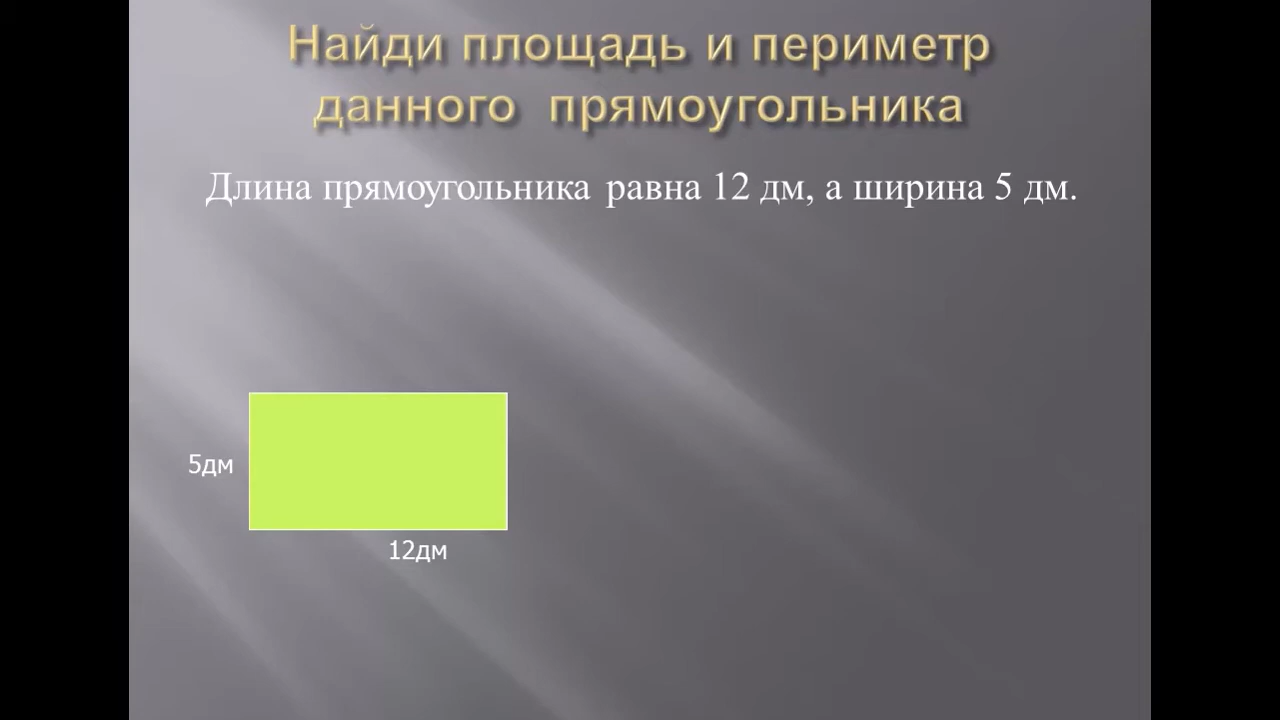 Найди площадь и периметр
данного прямоугольника
Длина прямоугольника равна 12 дм, а ширина 5 дм.
5дм
12дм